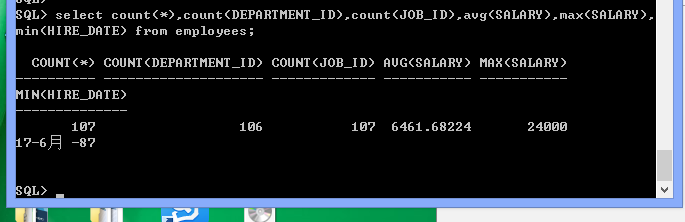 SQL> select count(*),count(DEPARTMENT_ID),count(JOB_ID),avg(SALARY),max(SALARY),
min(HIRE_DATE) from employees;
COUNT(*) COUNT(DEPARTMENT_ID) COUNT(JOB_ID) AVG(SALARY) MAX(SALARY)
---------- -------------------- ------------- ----------- -----------
MIN(HIRE_DATE)
--------------
107 106 107 6461.68224 24000
17-6月 -87
SQL>